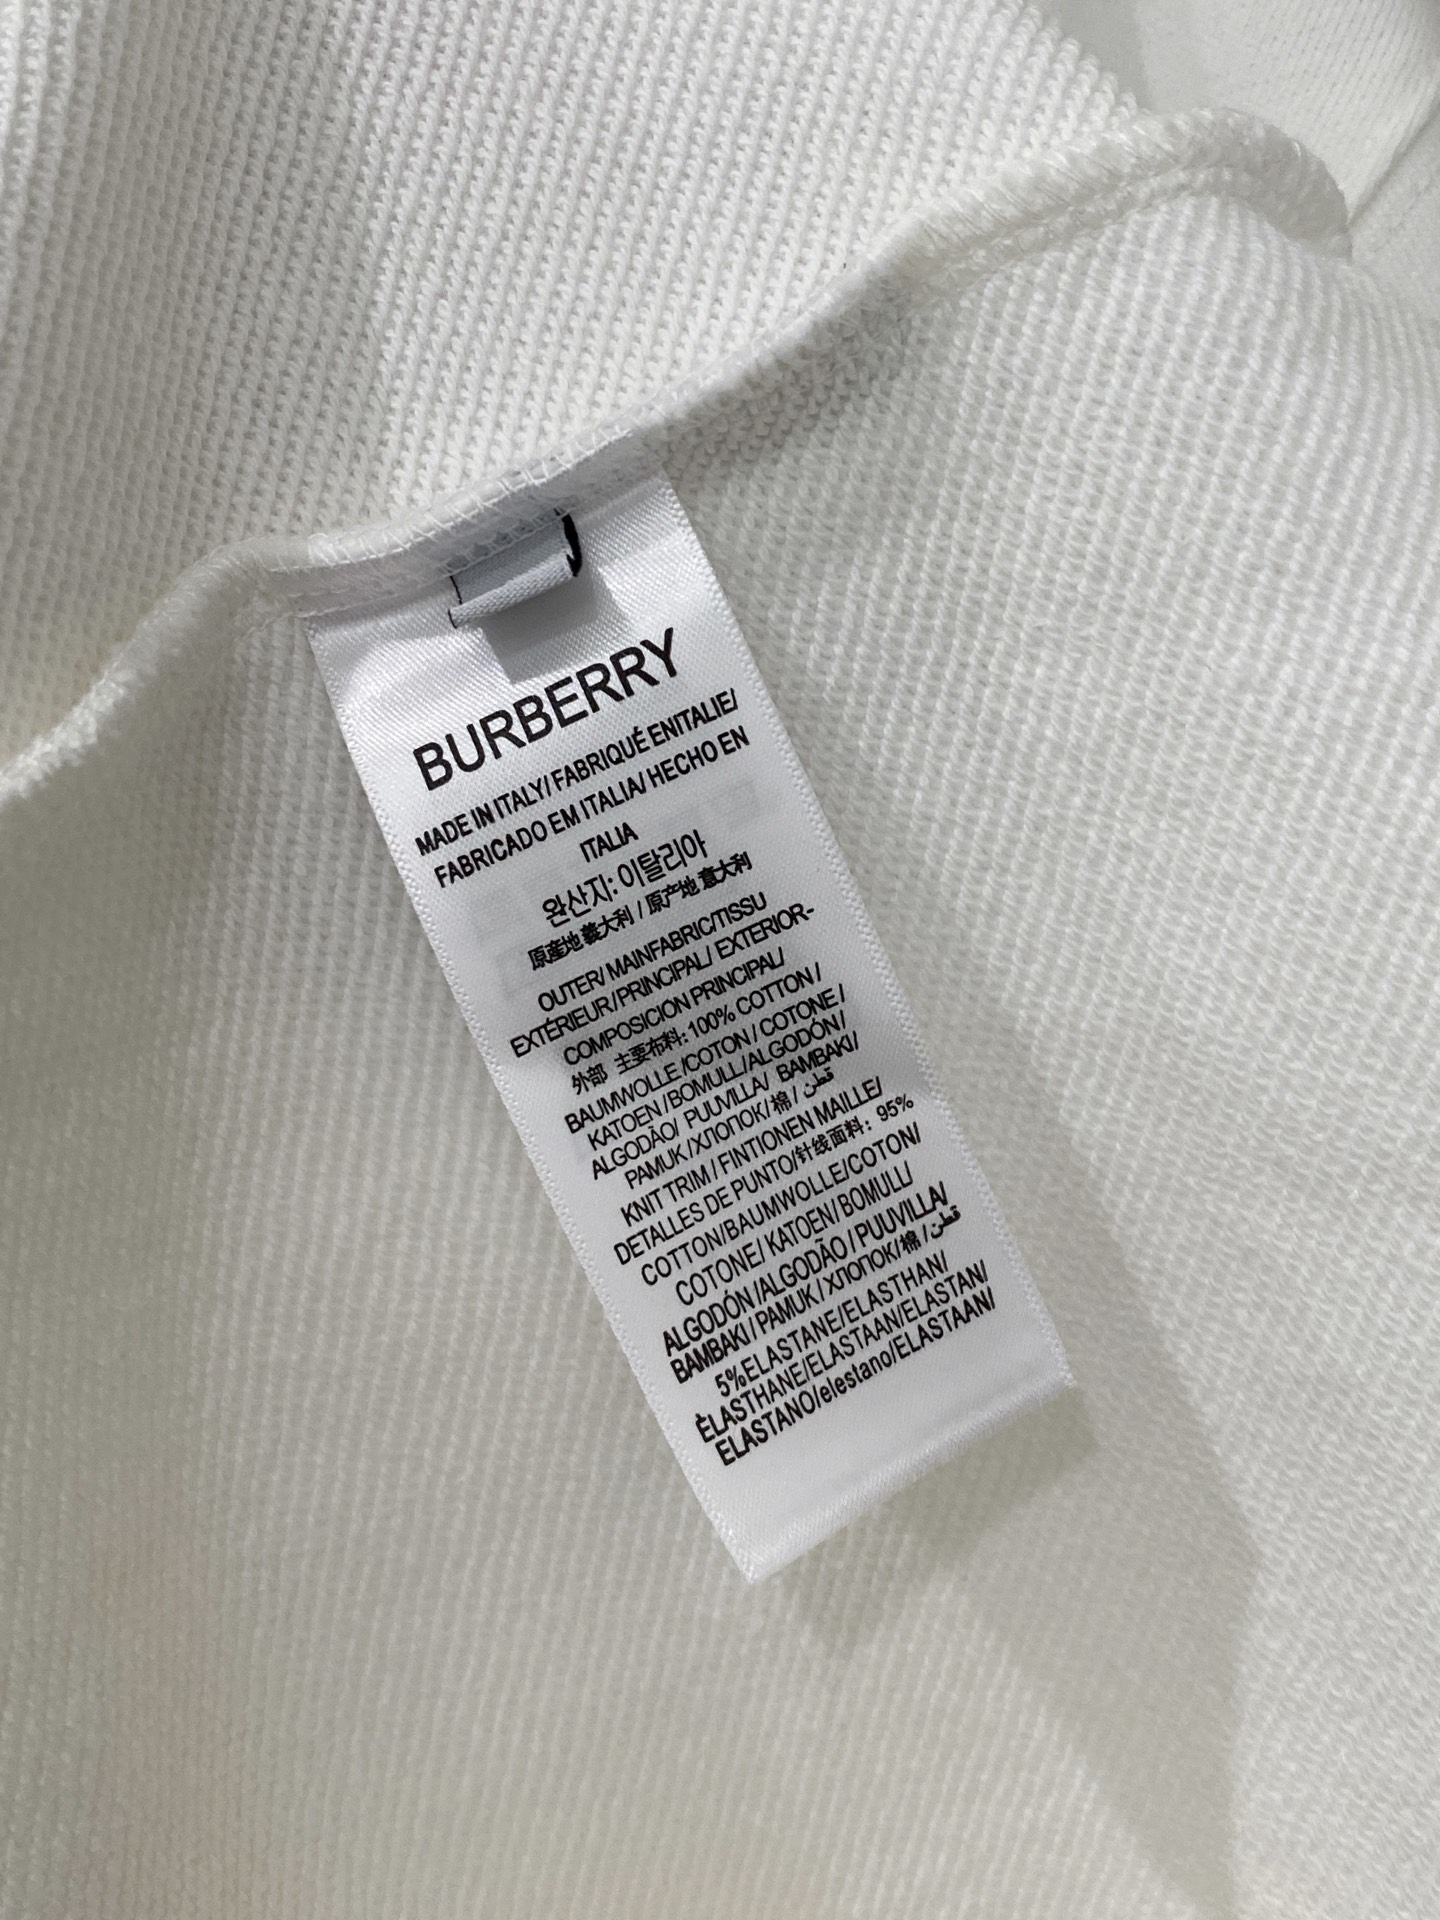 BURBERRY
MADE IN ITALY/ FABRIQUÉ ENITALIE/
FABRICADO EM ITALIA/ HECHO EN
ITALIA
완산지: 이탈리아
原産地 義大利 / 原产地 意大利
OUTER/ MAINFABRIC/TISSU
EXTÉRIEUR/PRINCIPAL/ EXTERIOR-
COMPOSICION PRINCIPAL/
外部 主要布料: 100% COTTON /
BAUMWOLLE /COTON / COTONE /
KATOEN /BOMULL/ALGODÓN/
ALGODÃO/ PUUVILLA/ BAMBAKI/
PAMUK /ХЛОПОК/ 棉 / قطن
KNIT TRIM / FINTIONEN MAILLE/
DETALLES DE PUNTO/针线面料: 95%
COTTON/BAUMWOLLE/COTON/
COTONE/ KATOEN/ BOMULL/
ALGODÓN /ALGODÃO / PUUVILLA/
BAMBAKI / PAMUK / ХЛОПОК/ 棉 / قطن
5%ELASTANE/ELASTHAN/
ÉLASTHANE/ELASTAAN/ELASTAN/
ELASTANO/elestano/ELASTAAN/